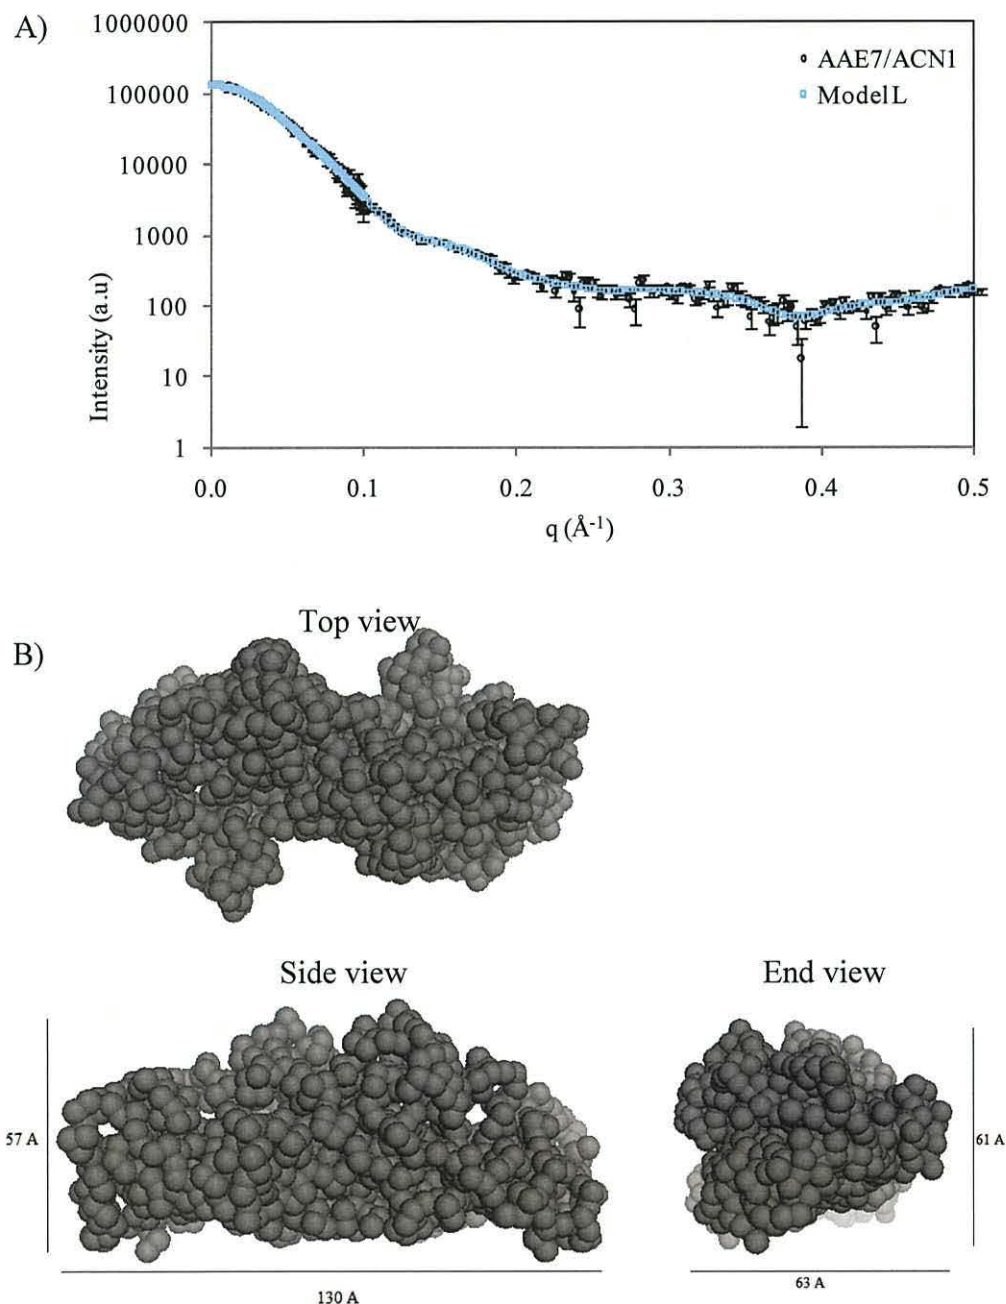 A)
1000000
100000
10000
1000
100
10
1
Intensity (a.u)
AAE7/ACN1
Model L
0.0 0.1 0.2 0.3 0.4 0.5
q (Å-1)
B)
Top view
Side view
End view
57 A
61 A
130 A
63 A